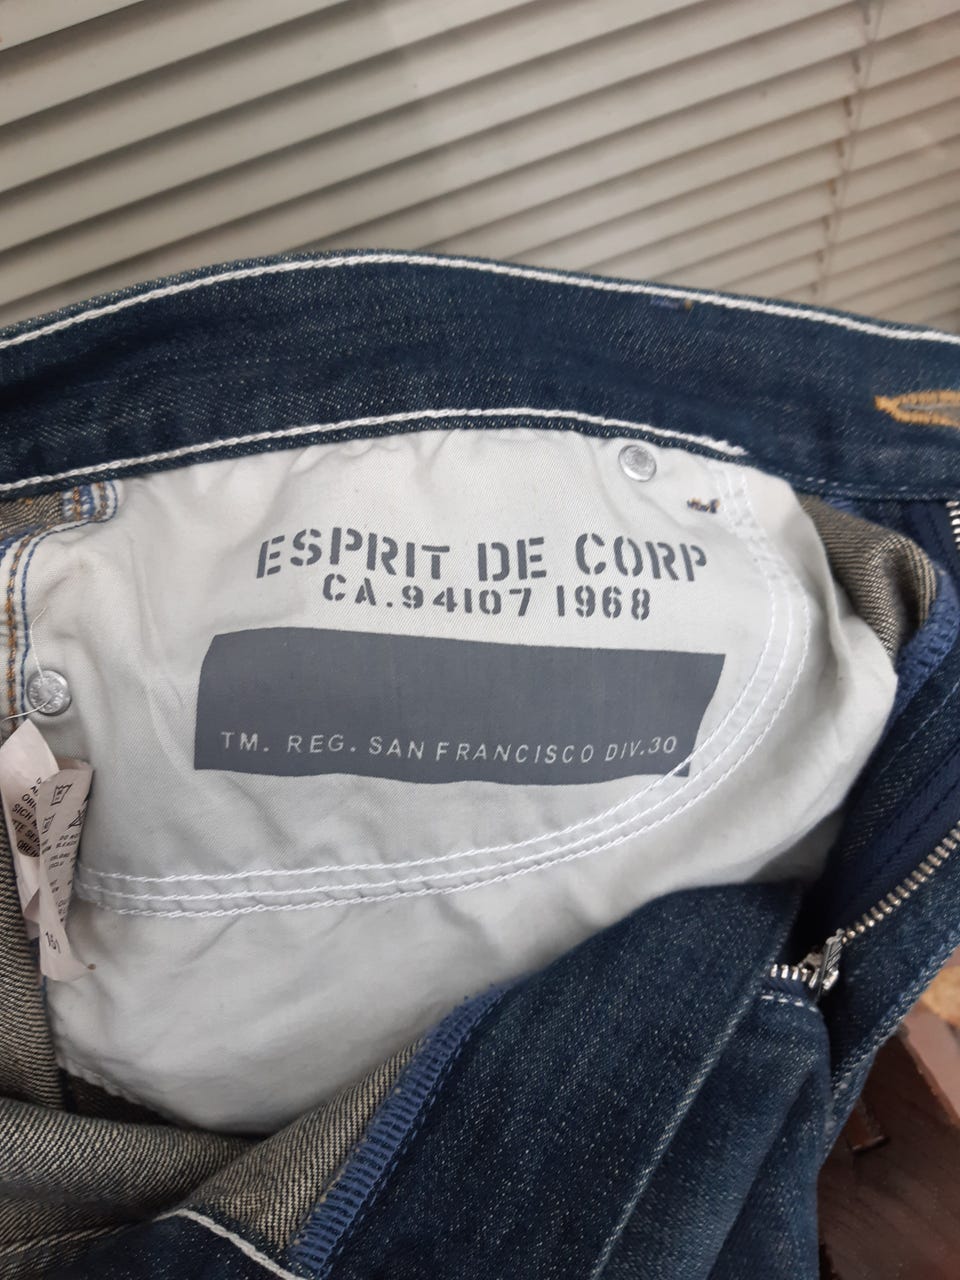 ESPRIT DE CORP
CA.94107 1968
TM. REG. SAN FRANCISCO DIV.30